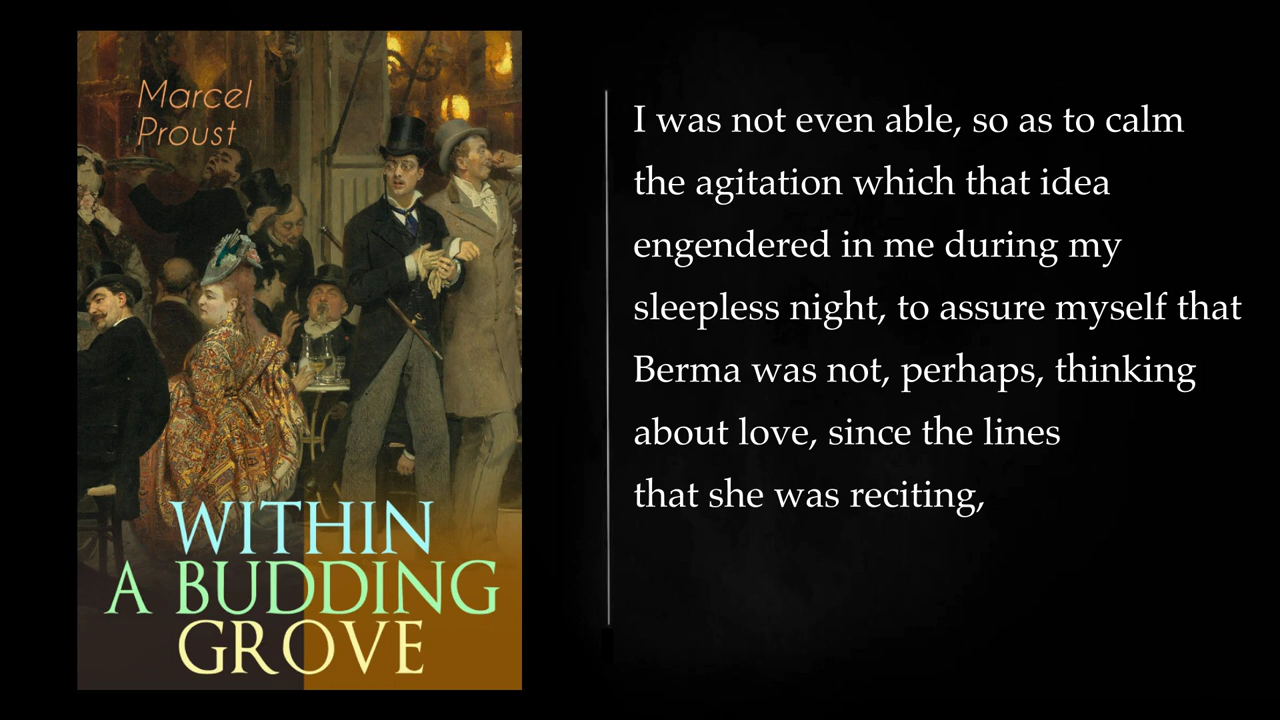 Marcel
Proust
WITHIN
A BUDDING
GROVE
I was not even able, so as to calm
the agitation which that idea
engendered in me during my
sleepless night, to assure myself that
Berma was not, perhaps, thinking
about love, since the lines
that she was reciting,